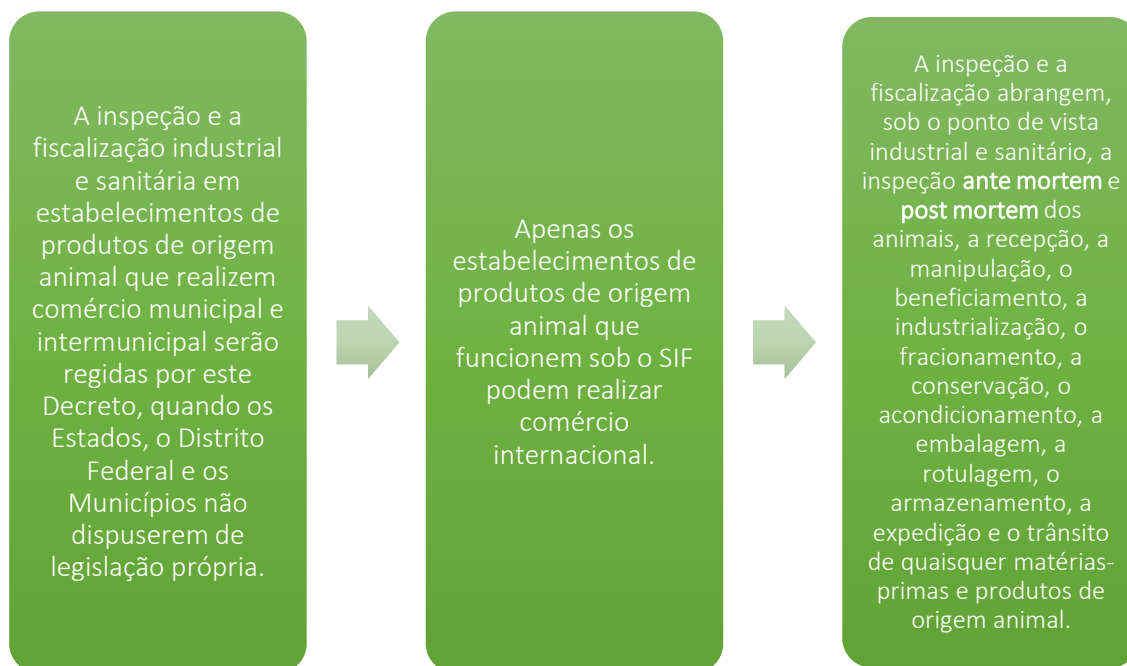 A inspeção e a
fiscalização industrial
e sanitária em
estabelecimentos de
produtos de origem
animal que realizem
comércio municipal e
intermunicipal serão
regidas por este
Decreto, quando os
Estados, o Distrito
Federal e os
Municípios não
dispuserem de
legislação própria.
Apenas os
estabelecimentos de
produtos de origem
animal que
funcionem sob o SIF
podem realizar
comércio
internacional.
A inspeção e a
fiscalização abrangem,
sob o ponto de vista
industrial e sanitário, a
inspeção ante mortem e
post mortem dos
animais, a recepção, a
manipulação, o
beneficiamento, a
industrialização, o
fracionamento, a
conservação, o
acondicionamento, a
embalagem, a
rotulagem, o
armazenamento, a
expedição e o trânsito
de quaisquer matérias-
primas e produtos de
origem animal.